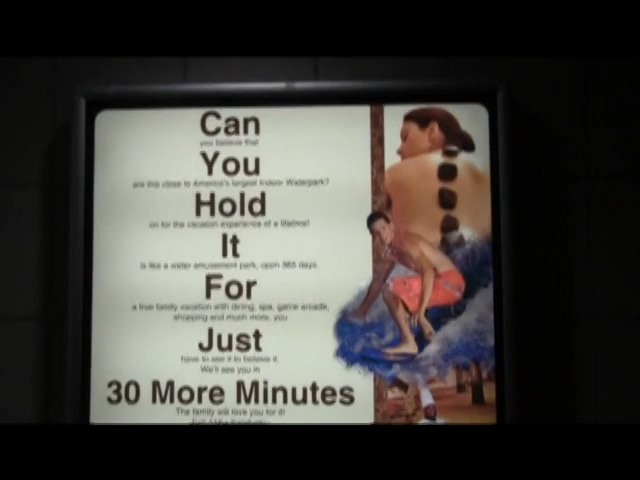 Can
you believe that
You
are this close to America's largest Indoor Waterpark?
Hold
on for the vacation experience of a lifetime!
It
is like a water amusement park, open 365 days,
For
a true family vacation with dining, spa, game arcade,
shopping and much more, you
Just
have to see it to believe it.
We'll see you in
30 More Minutes
The family will love you for it!